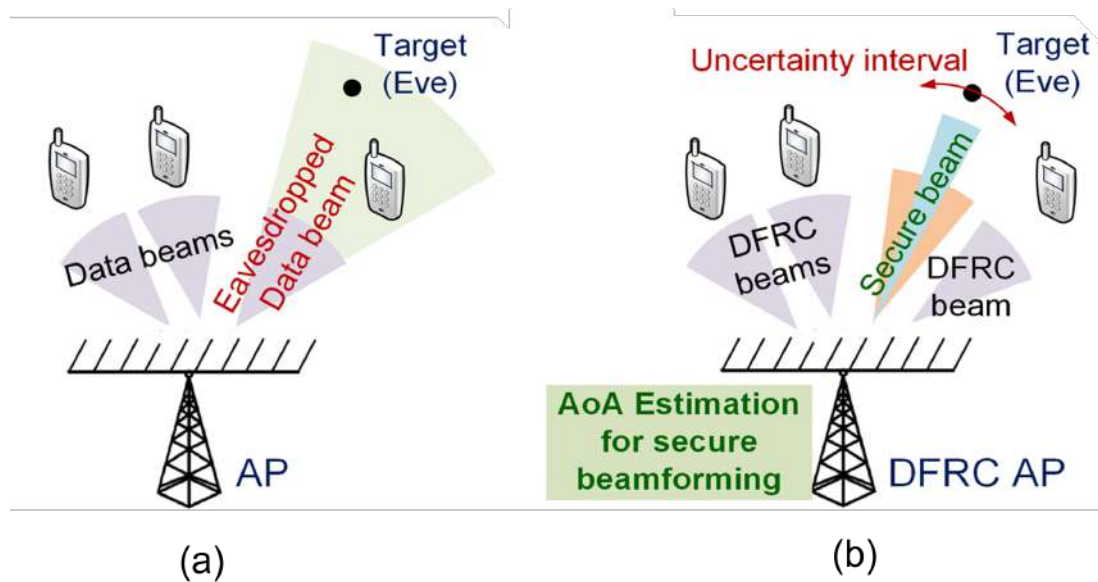 Target
(Eve)
Data beams
Eavesdropped
Data beam
AP
(a)
Uncertainty interval
Target
(Eve)
DFRC
beams
Secure beam
DFRC
beam
AoA Estimation
for secure
beamforming
DFRC AP
(b)